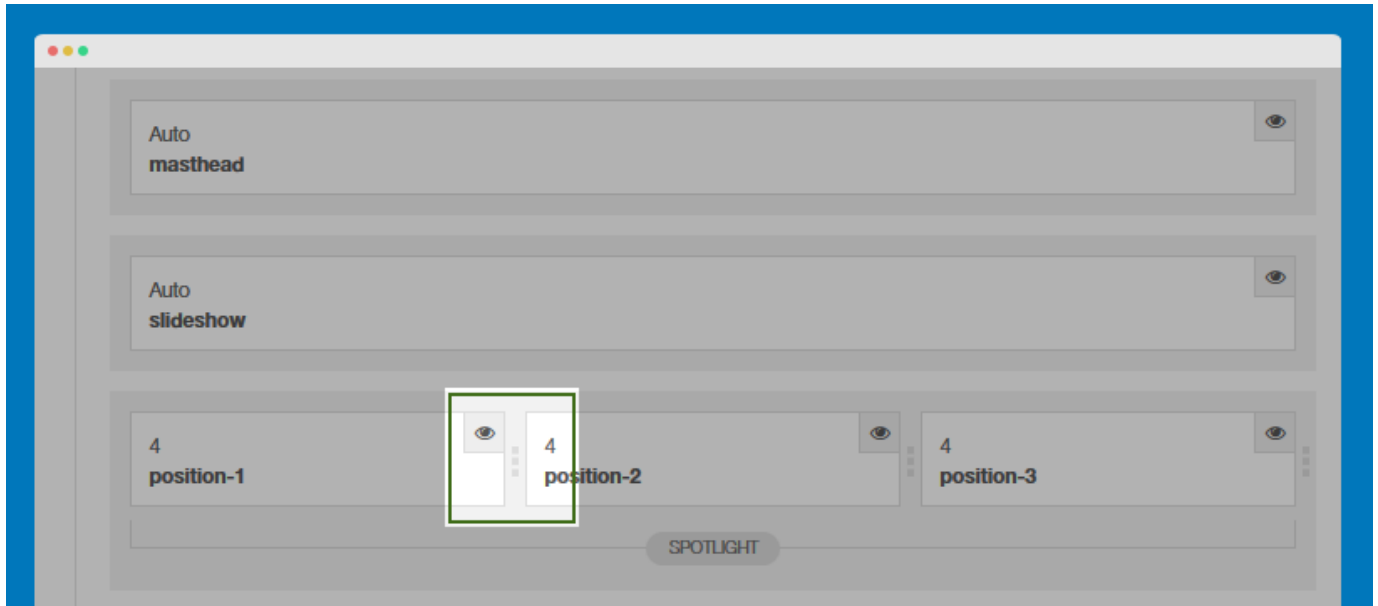 Auto
masthead
Auto
slideshow
4
position-1
4
position-2
4
position-3
SPOTLIGHT